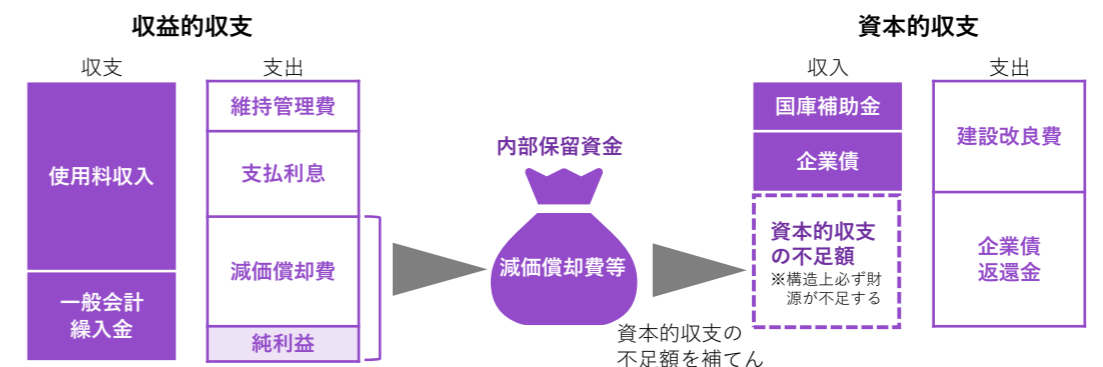 収益的収支
収支
支出
使用料収入
一般会計
繰入金
維持管理費
支払利息
減価償却費
純利益
内部保留資金
減価償却費等
資本的収支の
不足額を補てん
資本的収支
収入
支出
国庫補助金
企業債
資本的収支
の不足額
※構造上必ず財
源が不足する
建設改良費
企業債
返還金